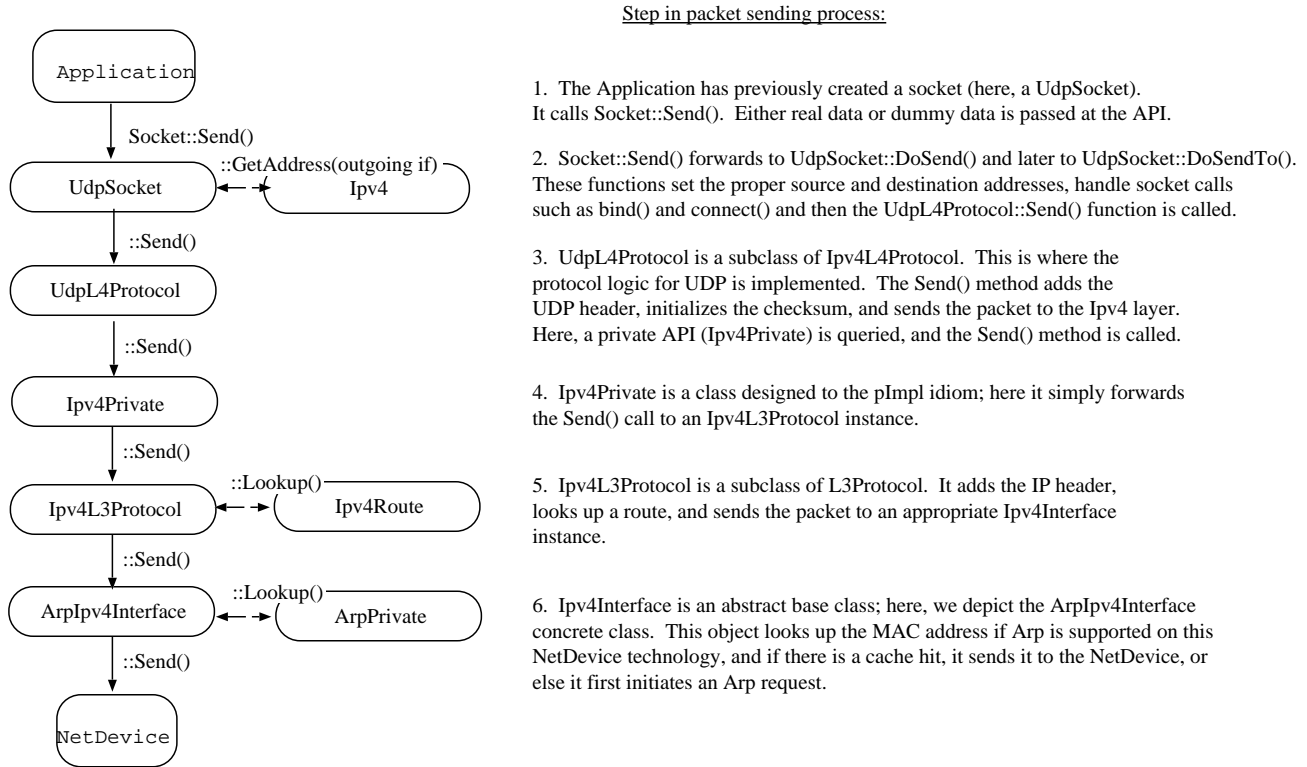 Step in packet sending process:
Application
Socket::Send()
::GetAddress(outgoing if)
UdpSocket
Ipv4
::Send()
UdpL4Protocol
::Send()
Ipv4Private
::Send()
::Lookup()
Ipv4L3Protocol
Ipv4Route
::Send()
::Lookup()
ArpIpv4Interface
ArpPrivate
::Send()
NetDevice
1. The Application has previously created a socket (here, a UdpSocket).
It calls Socket::Send(). Either real data or dummy data is passed at the API.
2. Socket::Send() forwards to UdpSocket::DoSend() and later to UdpSocket::DoSendTo().
These functions set the proper source and destination addresses, handle socket calls
such as bind() and connect() and then the UdpL4Protocol::Send() function is called.
3. UdpL4Protocol is a subclass of Ipv4L4Protocol. This is where the
protocol logic for UDP is implemented. The Send() method adds the
UDP header, initializes the checksum, and sends the packet to the Ipv4 layer.
Here, a private API (Ipv4Private) is queried, and the Send() method is called.
4. Ipv4Private is a class designed to the pImpl idiom; here it simply forwards
the Send() call to an Ipv4L3Protocol instance.
5. Ipv4L3Protocol is a subclass of L3Protocol. It adds the IP header,
looks up a route, and sends the packet to an appropriate Ipv4Interface
instance.
6. Ipv4Interface is an abstract base class; here, we depict the ArpIpv4Interface
concrete class. This object looks up the MAC address if Arp is supported on this
NetDevice technology, and if there is a cache hit, it sends it to the NetDevice, or
else it first initiates an Arp request.